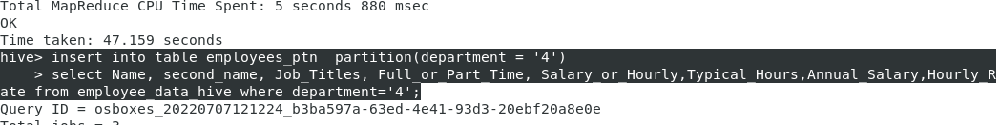 Total MapReduce CPU Time Spent: 5 seconds 880 msec
OK
Time taken: 47.159 seconds
hive> insert into table employees_ptn  partition(department = '4')
    > select Name, second_name, Job_Titles, Full_or_Part_Time, Salary_or_Hourly,Typical_Hours,Annual_Salary,Hourly_R
ate from employee_data_hive where department='4';
Query ID = osboxes_20220707121224_b3ba597a-63ed-4e41-93d3-20ebf20a8e0e
Total jobs = 3